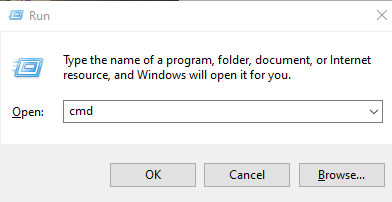 Run
Type the name of a program, folder, document, or Internet
resource, and Windows will open it for you.
Open: cmd
OK Cancel Browse...